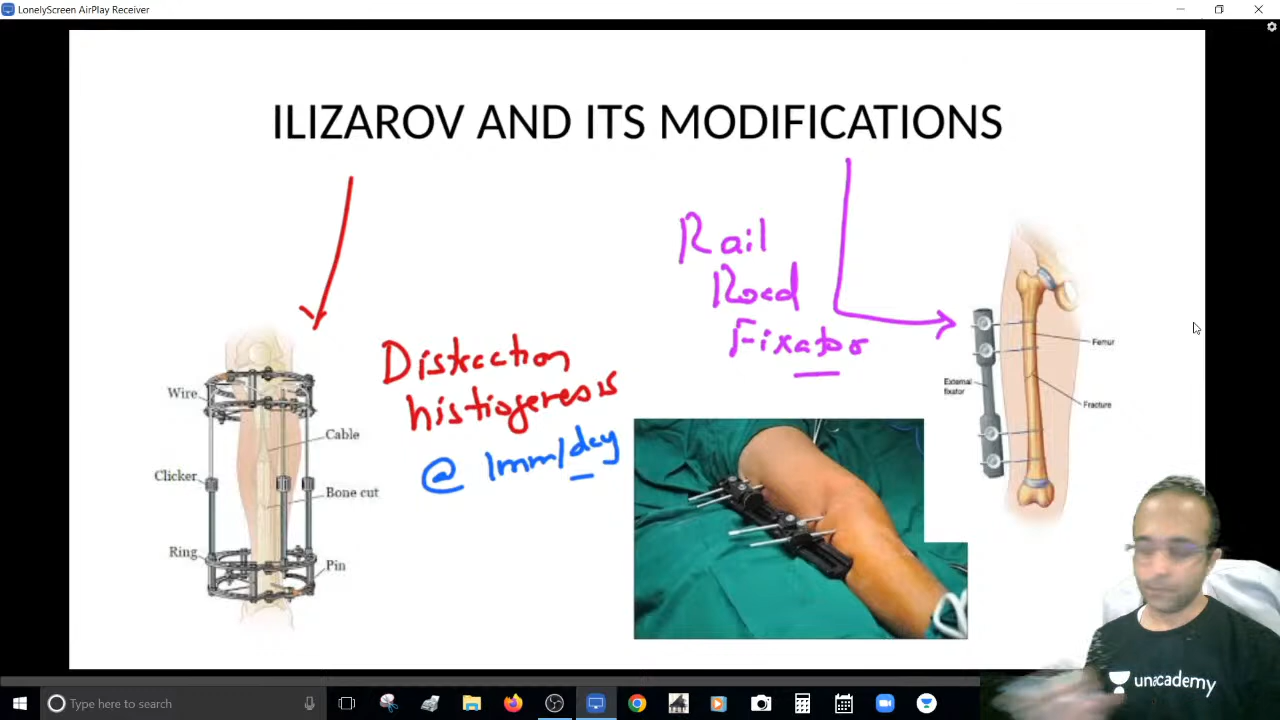 LonelyScreen AirPlay Receiver
ILIZAROV AND ITS MODIFICATIONS
Rail
Road
Fixator
Distraction
histiogenesis
@ 1mm/day
Wire
Cable
Clicker
Bone cut
Ring
Pin
Femur
External
fixator
Fracture
unacademy
Type here to search